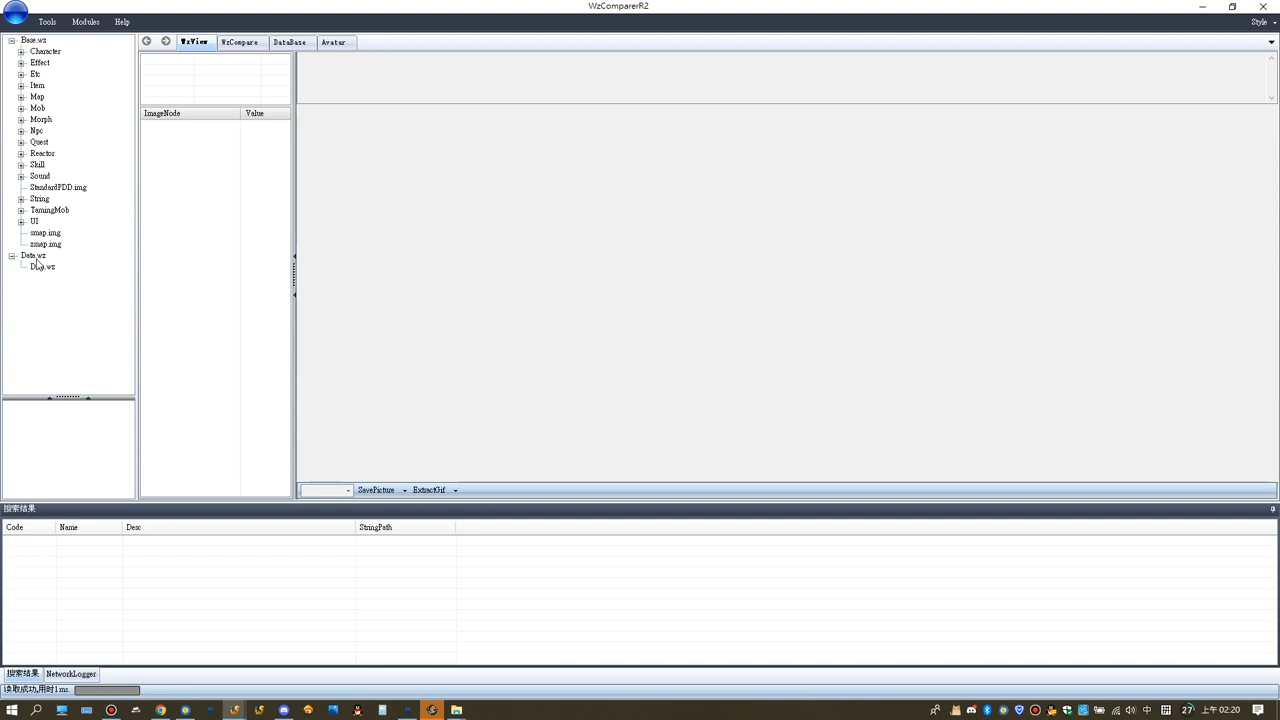 WzComparerR2
Tools Modules Help Style
Base.wz
Character
Effect
Etc
Item
Map
Mob
Morph
Npc
Quest
Reactor
Skill
Sound
StandardPDD.img
String
TamingMob
UI
smap.img
zmap.img
Data.wz
Data.wz
WzView WzCompare DataBase Avatar
ImageNode Value
SavePicture ExtractGif
搜索结果
Code Name Desc StringPath
搜索结果 NetworkLogger
读取成功,用时1ms.
中 27 上午 02:20